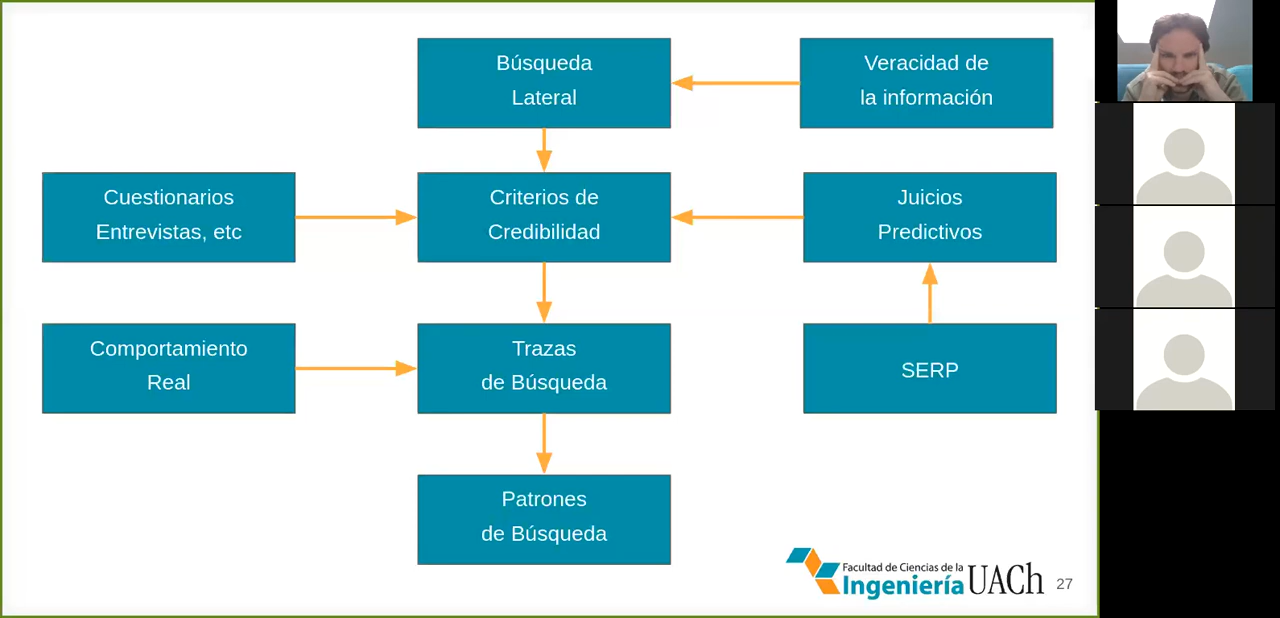 Búsqueda
Lateral
Veracidad de
la información
Cuestionarios
Entrevistas, etc
Criterios de
Credibilidad
Juicios
Predictivos
Comportamiento
Real
Trazas
de Búsqueda
SERP
Patrones
de Búsqueda
Facultad de Ciencias de la
Ingeniería UACh
27